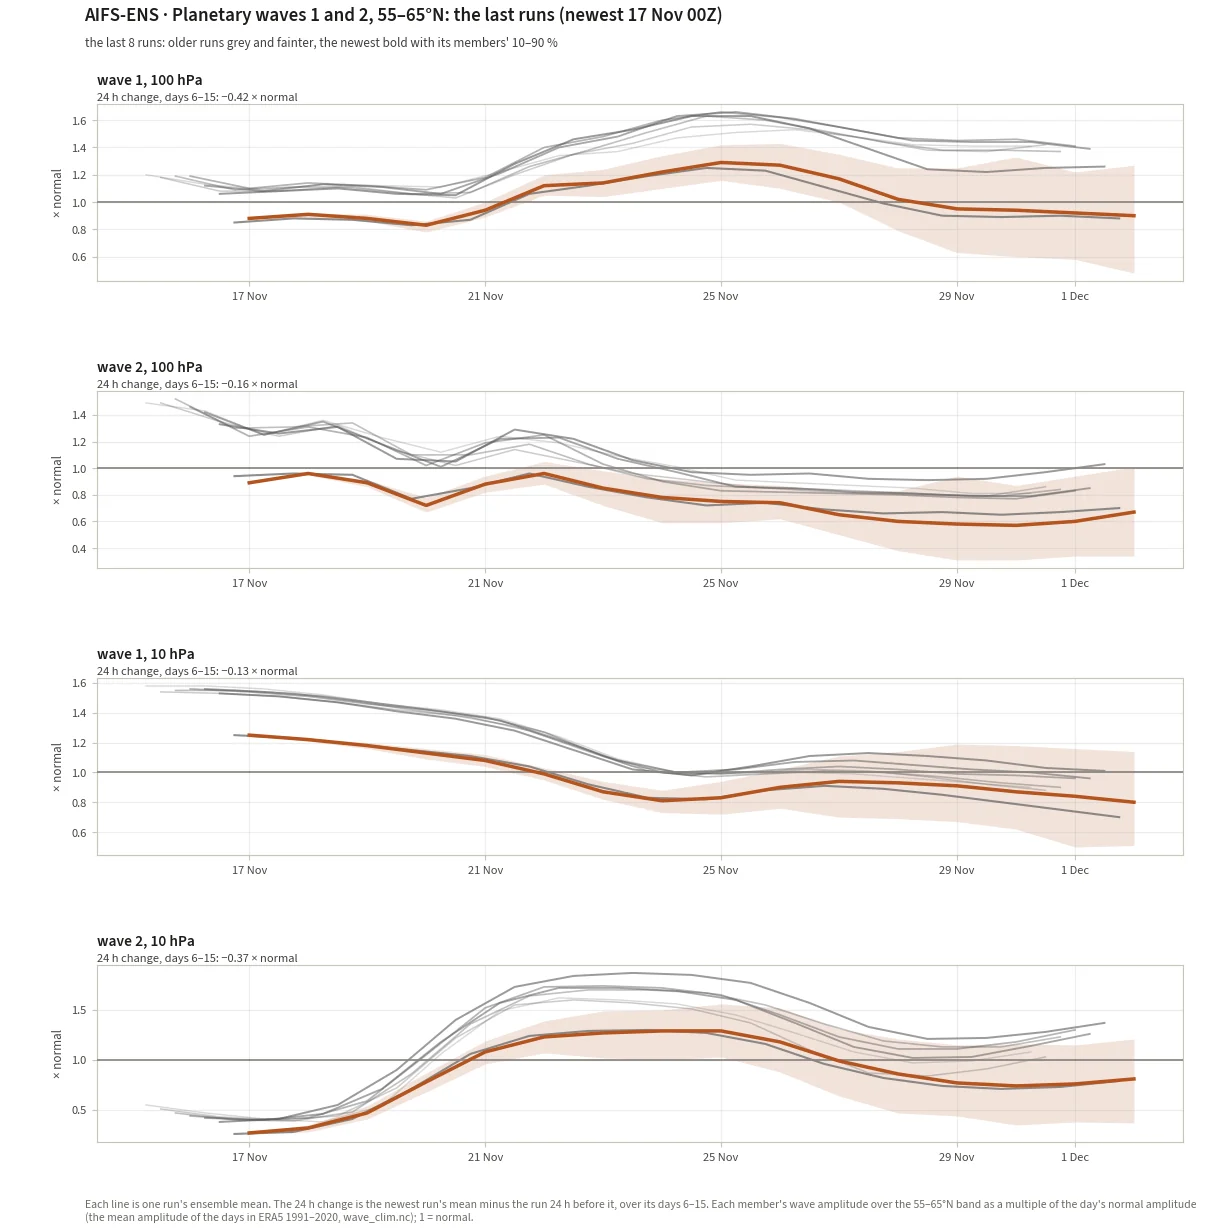 AIFS-ENS · Planetary waves 1 and 2, 55–65°N: the last runs (newest 17 Nov 00Z)
the last 8 runs: older runs grey and fainter, the newest bold with its members' 10–90 %
wave 1, 100 hPa
24 h change, days 6–15: −0.42 × normal
× normal
1.6
1.4
1.2
1.0
0.8
0.6
17 Nov
21 Nov
25 Nov
29 Nov
1 Dec
wave 2, 100 hPa
24 h change, days 6–15: −0.16 × normal
× normal
1.4
1.2
1.0
0.8
0.6
0.4
17 Nov
21 Nov
25 Nov
29 Nov
1 Dec
wave 1, 10 hPa
24 h change, days 6–15: −0.13 × normal
× normal
1.6
1.4
1.2
1.0
0.8
0.6
17 Nov
21 Nov
25 Nov
29 Nov
1 Dec
wave 2, 10 hPa
24 h change, days 6–15: −0.37 × normal
× normal
1.5
1.0
0.5
17 Nov
21 Nov
25 Nov
29 Nov
1 Dec
Each line is one run's ensemble mean. The 24 h change is the newest run's mean minus the run 24 h before it, over its days 6–15. Each member's wave amplitude over the 55–65°N band as a multiple of the day's normal amplitude
(the mean amplitude of the days in ERA5 1991–2020, wave_clim.nc); 1 = normal.